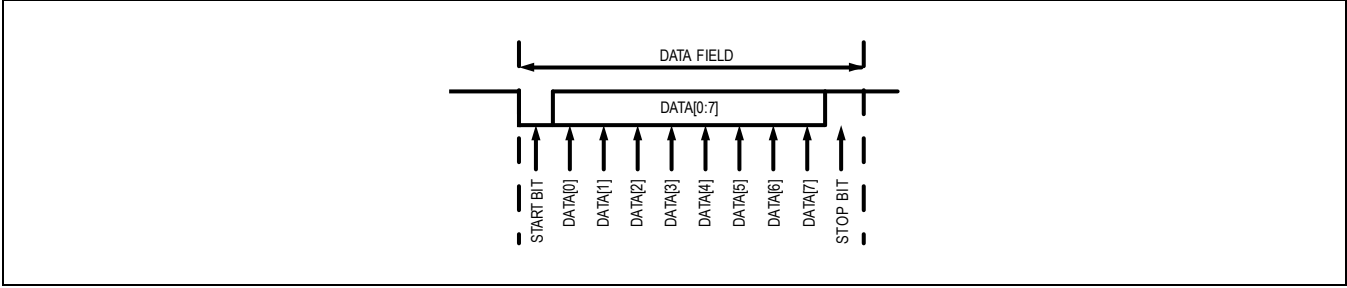 DATA FIELD
DATA[0:7]
START BIT
DATA[0]
DATA[1]
DATA[2]
DATA[3]
DATA[4]
DATA[5]
DATA[6]
DATA[7]
STOP BIT